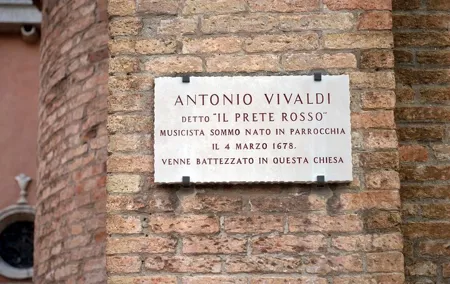 ANTONIO VIVALDI
DETTO "IL PRETE ROSSO"
MUSICISTA SOMMO NATO IN PARROCCHIA
IL 4 MARZO 1678.
VENNE BATTEZZATO IN QUESTA CHIESA